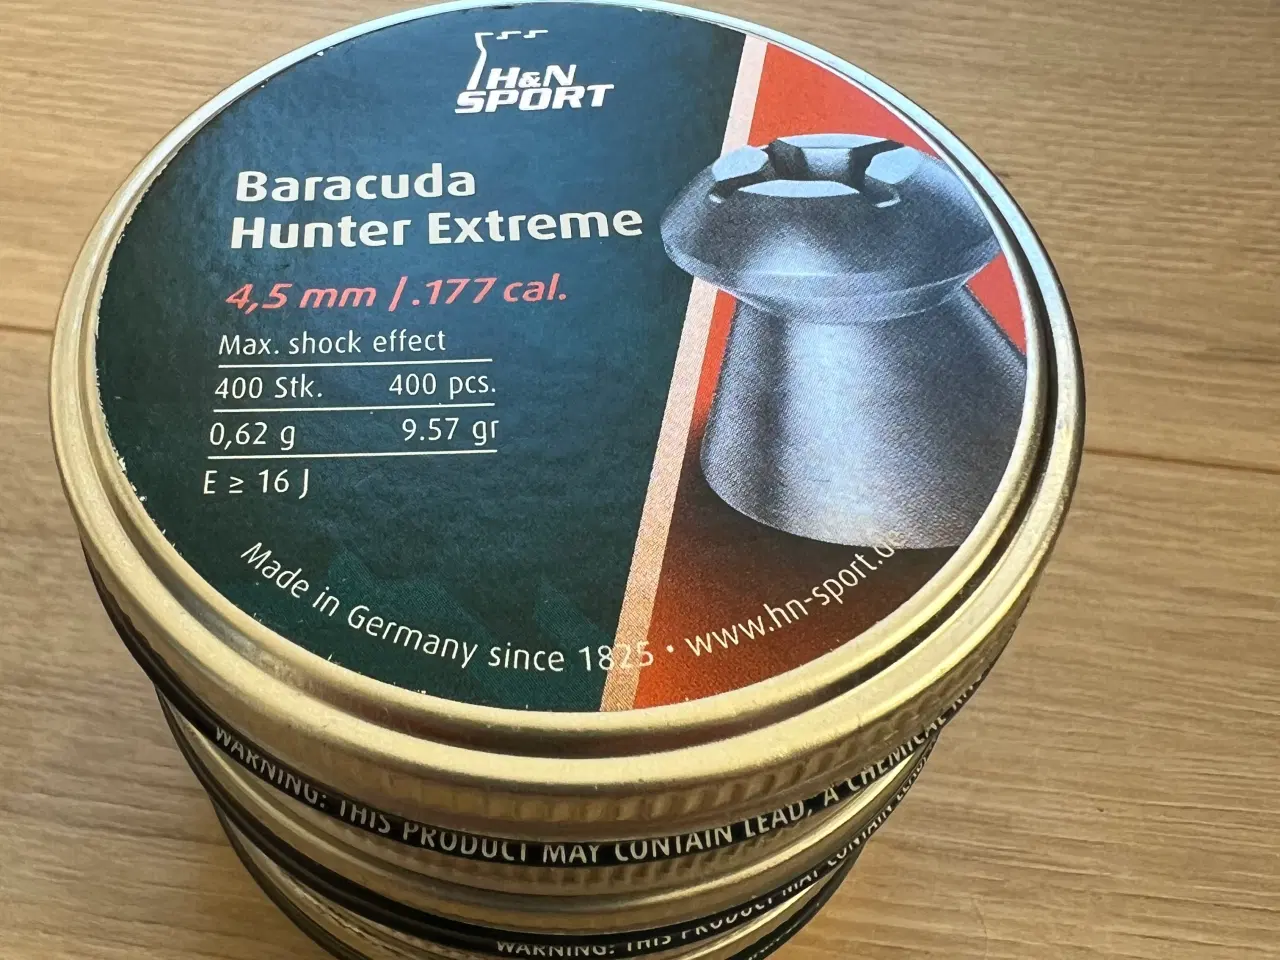 H&N
SPORT
Baracuda
Hunter Extreme
4,5 mm / .177 cal.
Max. shock effect
400 Stk. 400 pcs.
0,62 g 9.57 gr
E ≥ 16 J
Made in Germany since 1825 • www.hn-sport.de
WARNING: THIS PRODUCT MAY CONTAIN LEAD, A CHEMICAL
WARNING: THIS PRODUCT MAY CONTAIN